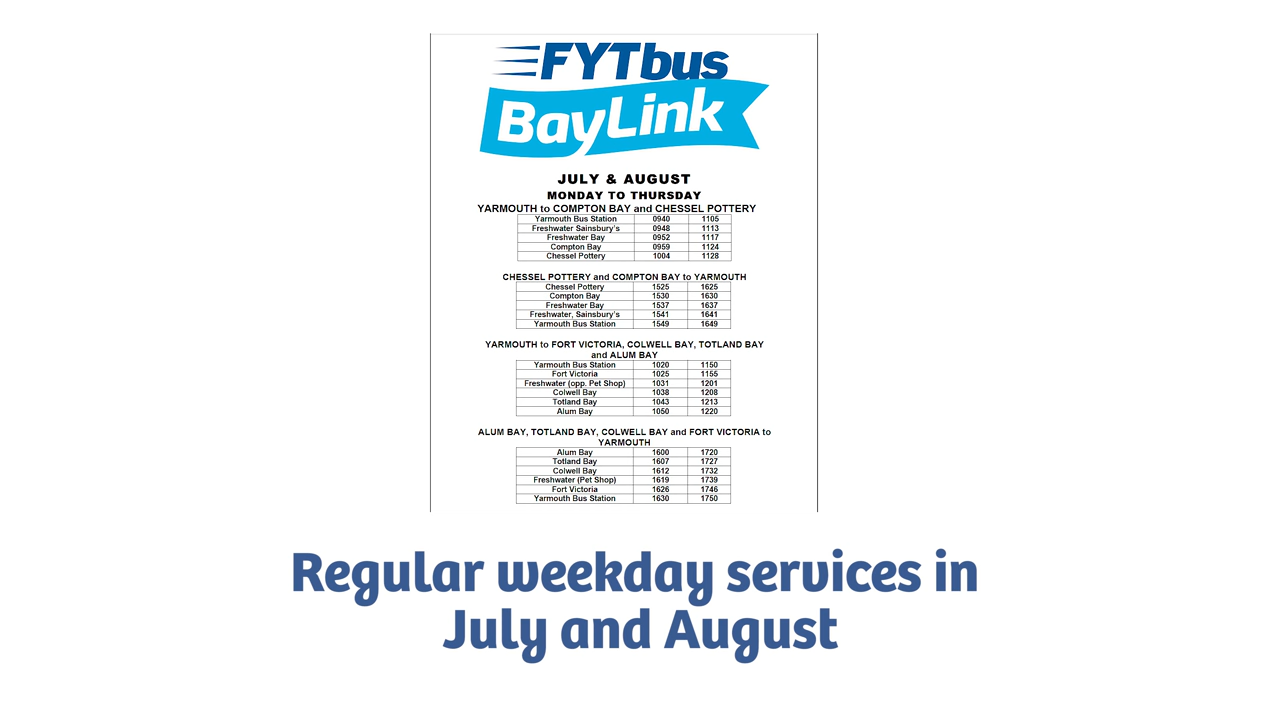 FYTbus
BayLink
JULY & AUGUST
MONDAY TO THURSDAY
YARMOUTH to COMPTON BAY and CHESSEL POTTERY
Yarmouth Bus Station 0940 1105
Freshwater Sainsbury's 0948 1113
Freshwater Bay 0952 1117
Compton Bay 0959 1124
Chessel Pottery 1004 1128
CHESSEL POTTERY and COMPTON BAY to YARMOUTH
Chessel Pottery 1525 1625
Compton Bay 1530 1630
Freshwater Bay 1537 1637
Freshwater, Sainsbury's 1541 1641
Yarmouth Bus Station 1549 1649
YARMOUTH to FORT VICTORIA, COLWELL BAY, TOTLAND BAY
and ALUM BAY
Yarmouth Bus Station 1020 1150
Fort Victoria 1025 1155
Freshwater (opp. Pet Shop) 1031 1201
Colwell Bay 1038 1208
Totland Bay 1043 1213
Alum Bay 1050 1220
ALUM BAY, TOTLAND BAY, COLWELL BAY and FORT VICTORIA to
YARMOUTH
Alum Bay 1600 1720
Totland Bay 1607 1727
Colwell Bay 1612 1732
Freshwater (Pet Shop) 1619 1739
Fort Victoria 1626 1746
Yarmouth Bus Station 1630 1750
Regular weekday services in
July and August